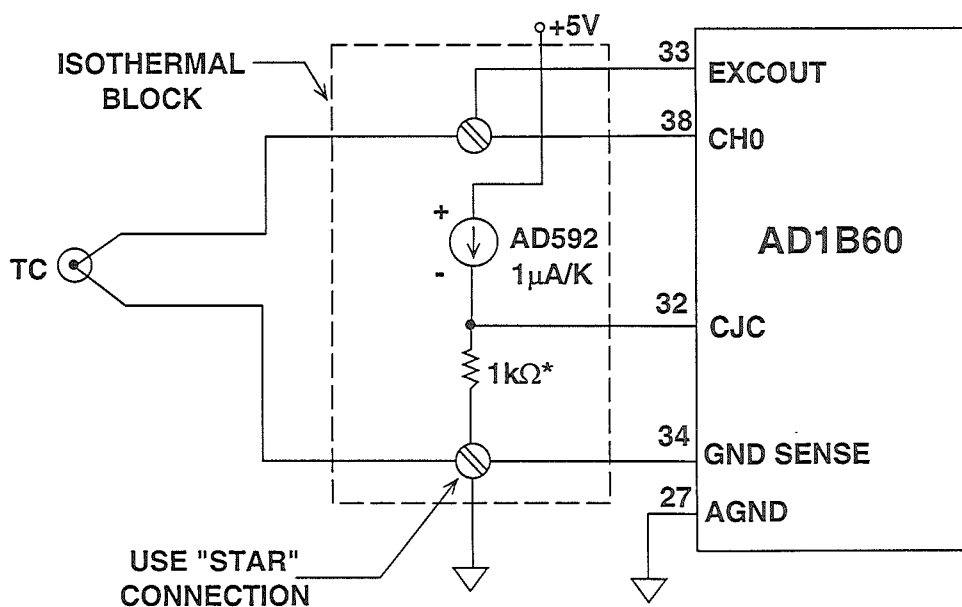 +5V
ISOTHERMAL
BLOCK
33
EXCOUT
38
CH0
+
AD592
1µA/K
-
AD1B60
TC
32
CJC
1kΩ*
34
GND SENSE
27
AGND
USE "STAR"
CONNECTION